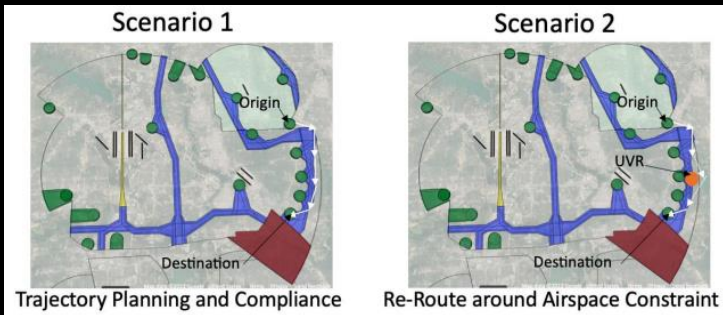 Scenario 1
Scenario 2
Origin
Origin
UVR
Destination
Destination
Trajectory Planning and Compliance
Re-Route around Airspace Constraint